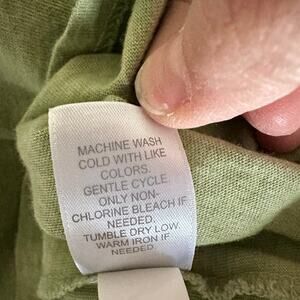 MACHINE WASH
COLD WITH LIKE
COLORS.
GENTLE CYCLE.
ONLY NON-
CHLORINE BLEACH IF
NEEDED.
TUMBLE DRY LOW.
WARM IRON IF
NEEDED.